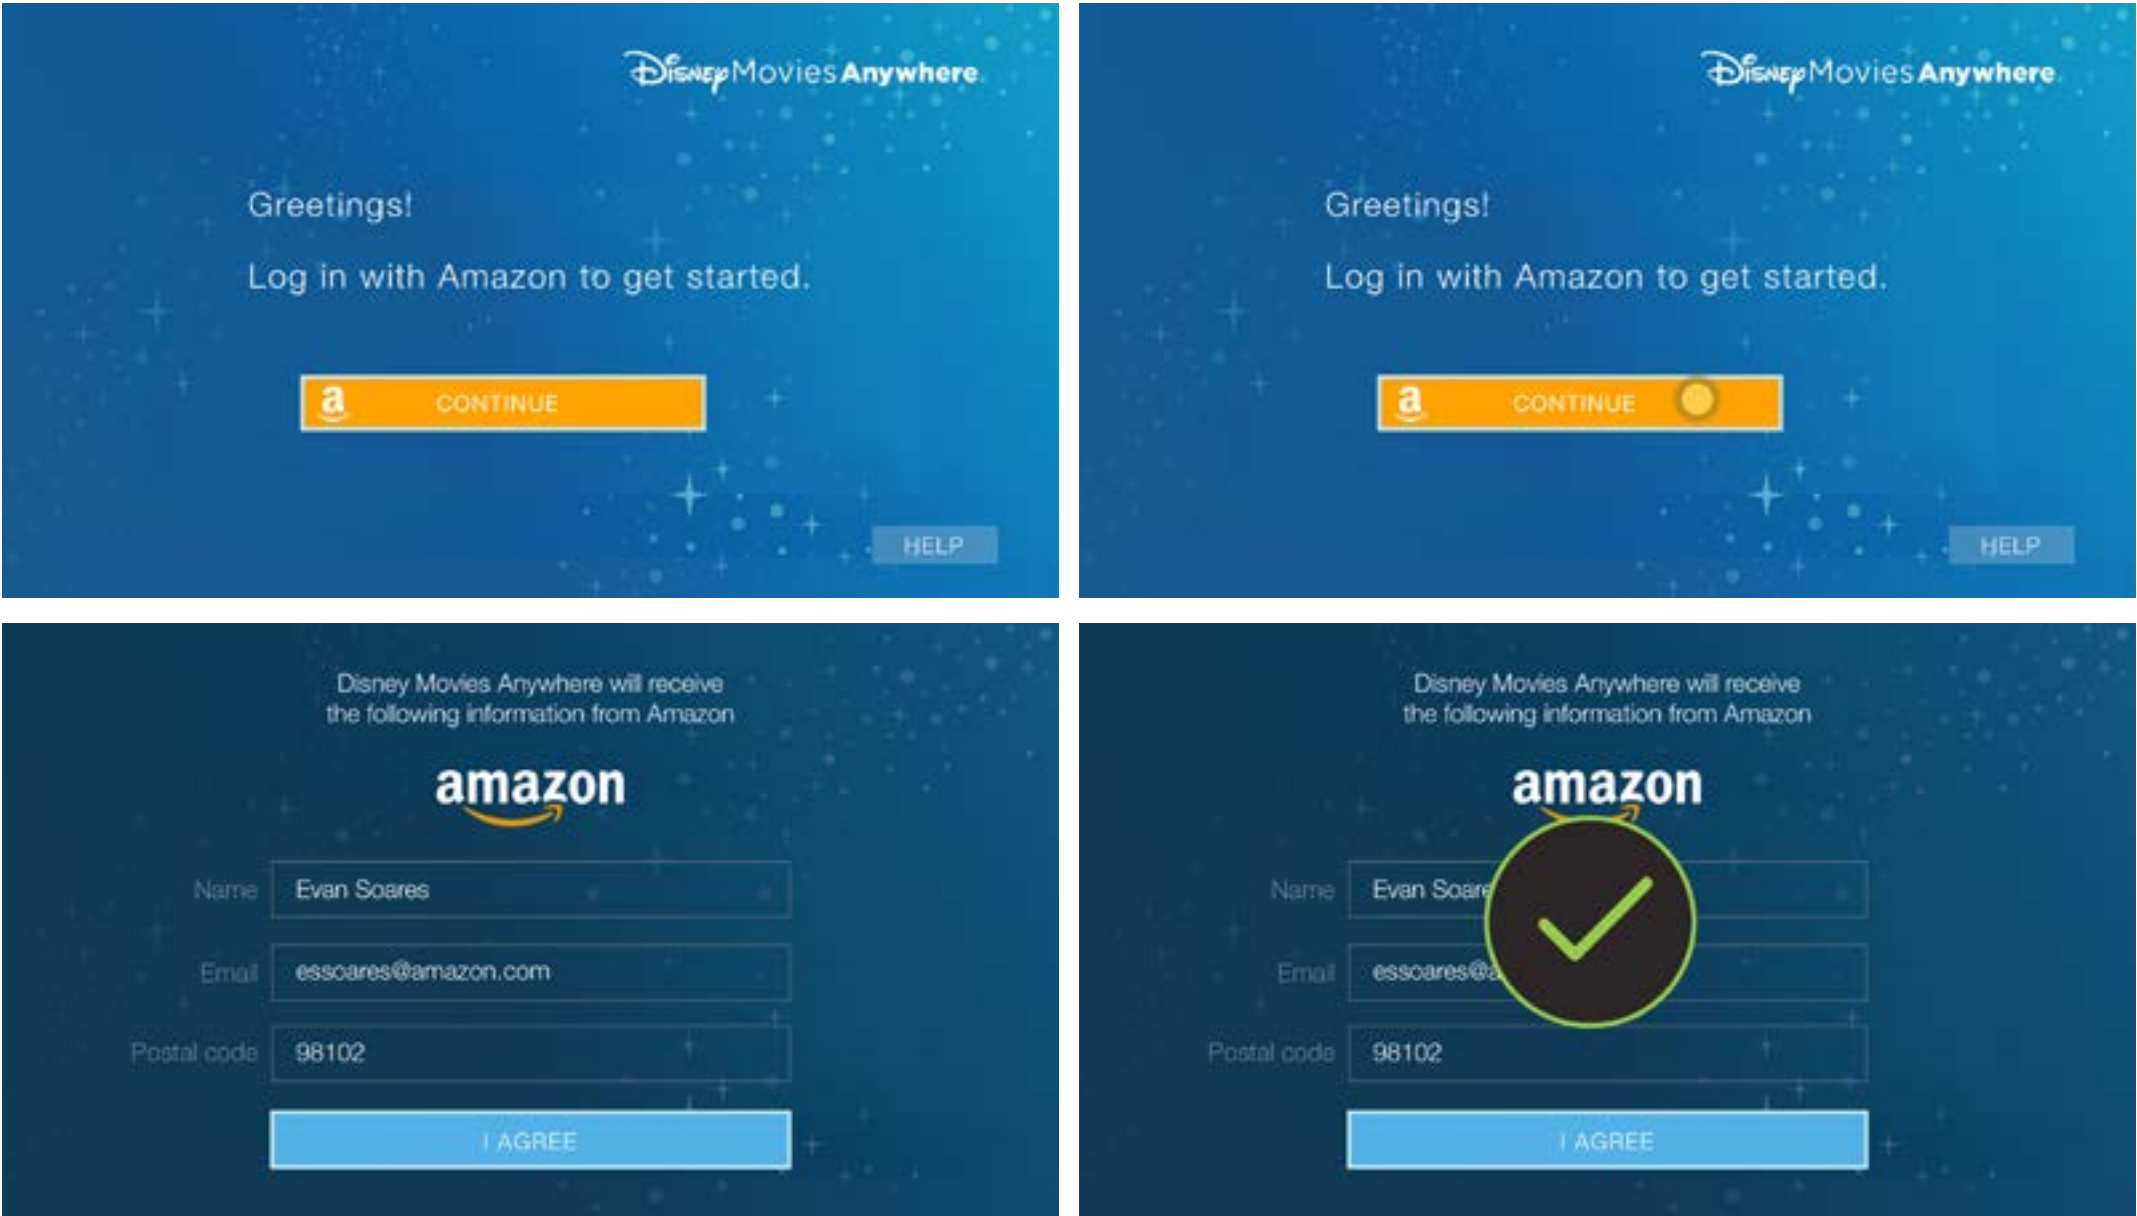 Disney Movies Anywhere
Greetings!
Log in with Amazon to get started.
a CONTINUE
HELP
Disney Movies Anywhere
Greetings!
Log in with Amazon to get started.
a CONTINUE
HELP
Disney Movies Anywhere will receive
the following information from Amazon
amazon
Name Evan Soares
Email essoares@amazon.com
Postal code 98102
I AGREE
Disney Movies Anywhere will receive
the following information from Amazon
amazon
Name Evan Soare
Email essoares@a
Postal code 98102
I AGREE